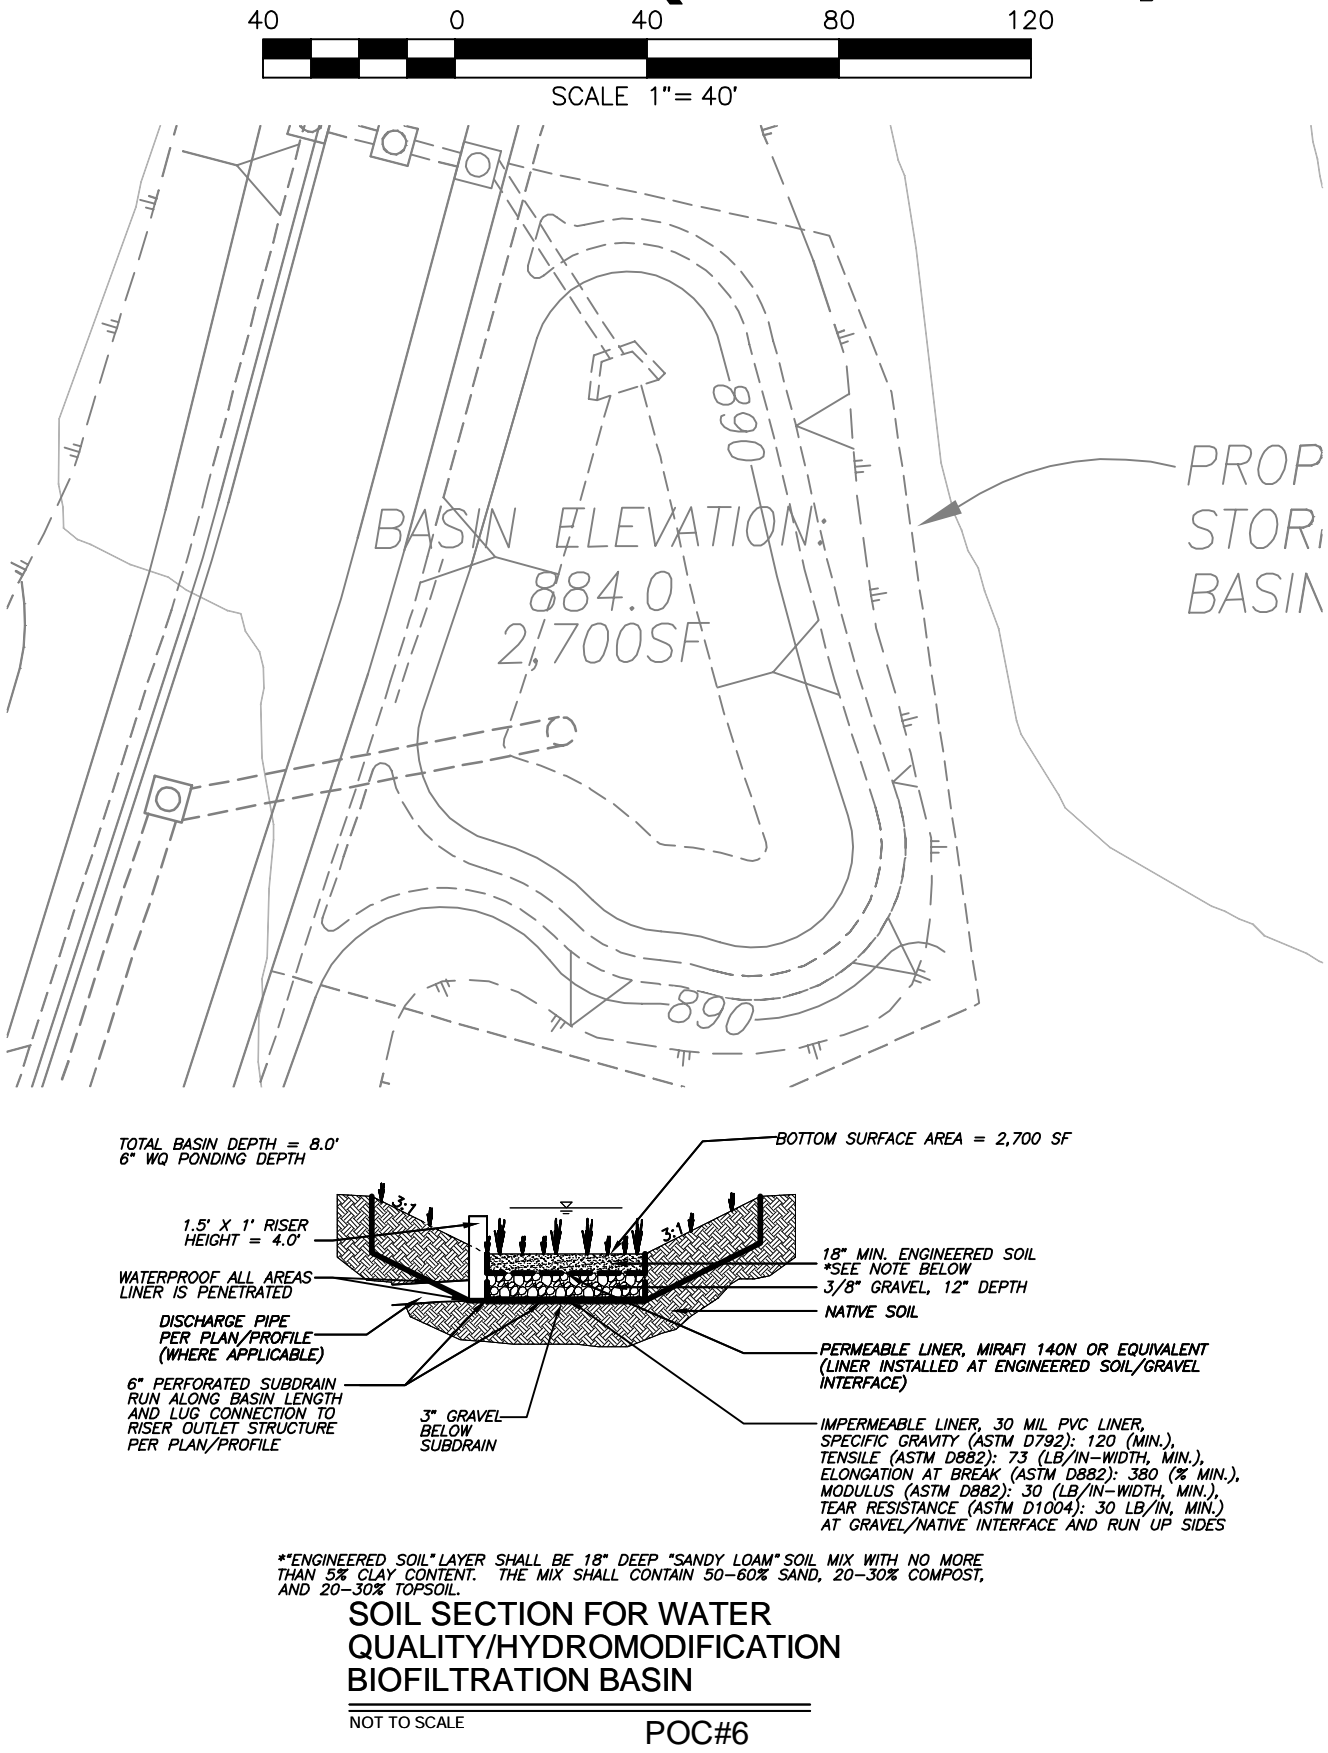 40 0 40 80 120
SCALE 1"= 40'
890
PROP
STOR
BASIN
BASIN ELEVATION:
884.0
2,700SF
890
TOTAL BASIN DEPTH = 8.0'
6" WQ PONDING DEPTH
BOTTOM SURFACE AREA = 2,700 SF
3:1
3:1
1.5' X 1' RISER
HEIGHT = 4.0'
WATERPROOF ALL AREAS
LINER IS PENETRATED
DISCHARGE PIPE
PER PLAN/PROFILE
(WHERE APPLICABLE)
6" PERFORATED SUBDRAIN
RUN ALONG BASIN LENGTH
AND LUG CONNECTION TO
RISER OUTLET STRUCTURE
PER PLAN/PROFILE
3" GRAVEL
BELOW
SUBDRAIN
18" MIN. ENGINEERED SOIL
*SEE NOTE BELOW
3/8" GRAVEL, 12" DEPTH
NATIVE SOIL
PERMEABLE LINER, MIRAFI 140N OR EQUIVALENT
(LINER INSTALLED AT ENGINEERED SOIL/GRAVEL
INTERFACE)
IMPERMEABLE LINER, 30 MIL PVC LINER,
SPECIFIC GRAVITY (ASTM D792): 120 (MIN.),
TENSILE (ASTM D882): 73 (LB/IN-WIDTH, MIN.),
ELONGATION AT BREAK (ASTM D882): 380 (% MIN.),
MODULUS (ASTM D882): 30 (LB/IN-WIDTH, MIN.),
TEAR RESISTANCE (ASTM D1004): 30 LB/IN, MIN.)
AT GRAVEL/NATIVE INTERFACE AND RUN UP SIDES
*"ENGINEERED SOIL" LAYER SHALL BE 18" DEEP "SANDY LOAM" SOIL MIX WITH NO MORE
THAN 5% CLAY CONTENT. THE MIX SHALL CONTAIN 50-60% SAND, 20-30% COMPOST,
AND 20-30% TOPSOIL.
SOIL SECTION FOR WATER
QUALITY/HYDROMODIFICATION
BIOFILTRATION BASIN
NOT TO SCALE
POC#6